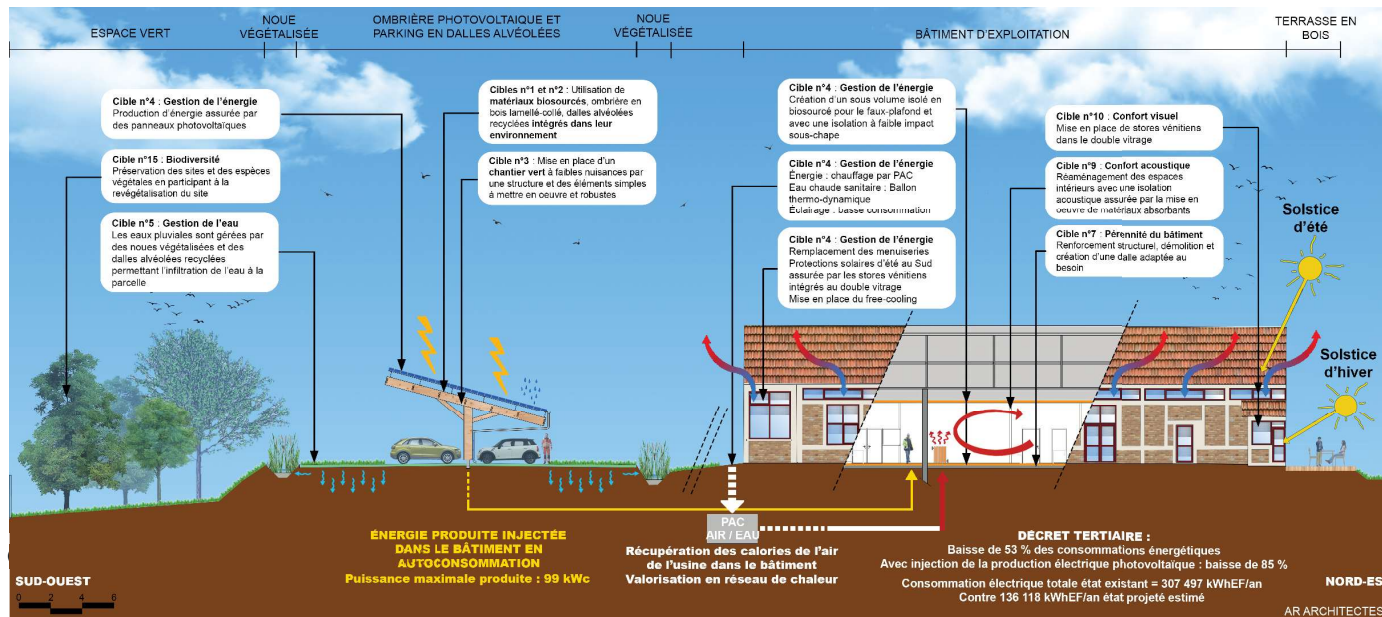 ESPACE VERT
NOUE
VÉGÉTALISÉE
OMBRIÈRE PHOTOVOLTAIQUE ET
PARKING EN DALLES ALVÉOLÉES
NOUE
VÉGÉTALISÉE
BÂTIMENT D'EXPLOITATION
TERRASSE EN
BOIS
Cible n°4 : Gestion de l'énergie
Production d'énergie assurée par
des panneaux photovoltaïques
Cible n°15 : Biodiversité
Préservation des sites et des espèces
végétales en participant à la
revégétalisation du site
Cible n°5 : Gestion de l'eau
Les eaux pluviales sont gérées par
des noues végétalisées et des
dalles alvéolées recyclées
permettant l'infiltration de l'eau à la
parcelle
Cibles n°1 et n°2 : Utilisation de
matériaux biosourcés, ombrière en
bois lamellé-collé, dalles alvéolées
recyclées intégrés dans leur
environnement
Cible n°3 : Mise en place d'un
chantier vert à faibles nuisances par
une structure et des éléments simples
à mettre en oeuvre et robustes
Cible n°4 : Gestion de l'énergie
Création d'un sous volume isolé en
biosourcé pour le faux-plafond et
avec une isolation à faible impact
sous-chape
Cible n°4 : Gestion de l'énergie
Énergie : chauffage par PAC
Eau chaude sanitaire : Ballon
thermo-dynamique
Éclairage : basse consommation
Cible n°4 : Gestion de l'énergie
Remplacement des menuiseries
Protections solaires d'été au Sud
assurée par les stores vénitiens
intégrés au double vitrage
Mise en place du free-cooling
Cible n°10 : Confort visuel
Mise en place de stores vénitiens
dans le double vitrage
Cible n°9 : Confort acoustique
Réaménagement des espaces
intérieurs avec une isolation
acoustique assurée par la mise en
oeuvre de matériaux absorbants
Cible n°7 : Pérennité du bâtiment
Renforcement structurel, démolition et
création d'une dalle adaptée au
besoin
Solstice
d'été
Solstice
d'hiver
PAC
AIR / EAU
ÉNERGIE PRODUITE INJECTÉE
DANS LE BÂTIMENT EN
AUTOCONSOMMATION
Puissance maximale produite : 99 kWc
Récupération des calories de l'air
de l'usine dans le bâtiment
Valorisation en réseau de chaleur
DÉCRET TERTIAIRE :
Baisse de 53 % des consommations énergétiques
Avec injection de la production électrique photovoltaïque : baisse de 85 %
Consommation électrique totale état existant = 307 497 kWhEF/an
Contre 136 118 kWhEF/an état projeté estimé
SUD-OUEST
0 2 4 6
NORD-ES
AR ARCHITECTES